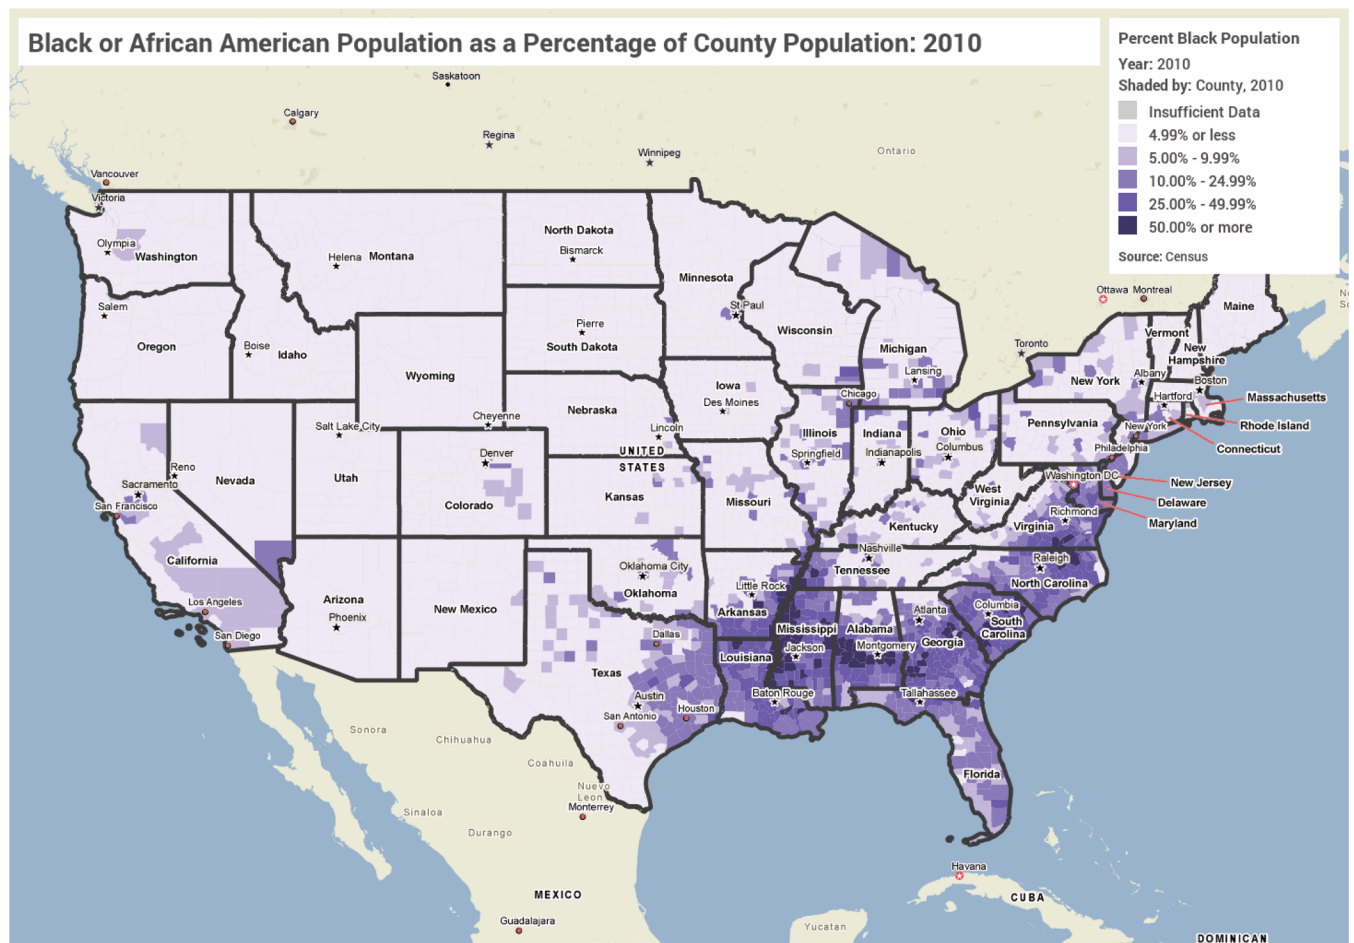 Black or African American Population as a Percentage of County Population: 2010
Percent Black Population
Year: 2010
Shaded by: County, 2010
Insufficient Data
4.99% or less
5.00% - 9.99%
10.00% - 24.99%
25.00% - 49.99%
50.00% or more
Source: Census
Saskatoon
Calgary
Regina
Winnipeg
Ontario
Vancouver
Victoria
Olympia
Washington
Helena
Montana
North Dakota
Bismarck
Minnesota
St Paul
Ottawa
Montreal
Maine
Salem
Oregon
Boise
Idaho
Pierre
South Dakota
Wisconsin
Michigan
Lansing
Toronto
Vermont
New
Hampshire
Wyoming
Cheyenne
Nebraska
Lincoln
Iowa
Des Moines
Chicago
New York
Albany
Boston
Hartford
Massachusetts
Rhode Island
Connecticut
Salt Lake City
Reno
Nevada
Sacramento
San Francisco
Utah
Denver
Colorado
UNITED
STATES
Kansas
Missouri
Illinois
Springfield
Indiana
Indianapolis
Ohio
Columbus
Pennsylvania
New York
Philadelphia
Washington DC
New Jersey
Delaware
Maryland
West
Virginia
Virginia
Richmond
Kentucky
California
Los Angeles
San Diego
Arizona
Phoenix
New Mexico
Oklahoma City
Oklahoma
Little Rock
Arkansas
Nashville
Tennessee
Raleigh
North Carolina
Columbia
South
Carolina
Atlanta
Georgia
Alabama
Montgomery
Mississippi
Jackson
Louisiana
Baton Rouge
Tallahassee
Florida
Dallas
Texas
Austin
San Antonio
Houston
Sonora
Chihuahua
Coahuila
Nuevo
Leon
Monterrey
Sinaloa
Durango
MEXICO
Guadalajara
Havana
CUBA
Yucatan
DOMINICAN